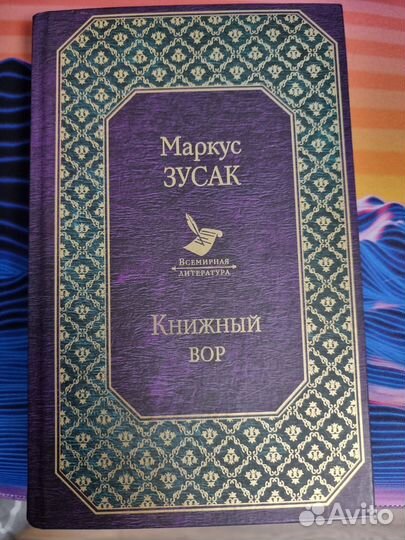 Маркус
ЗУСАК
Всемирная
литература
Книжный
вор
Avito